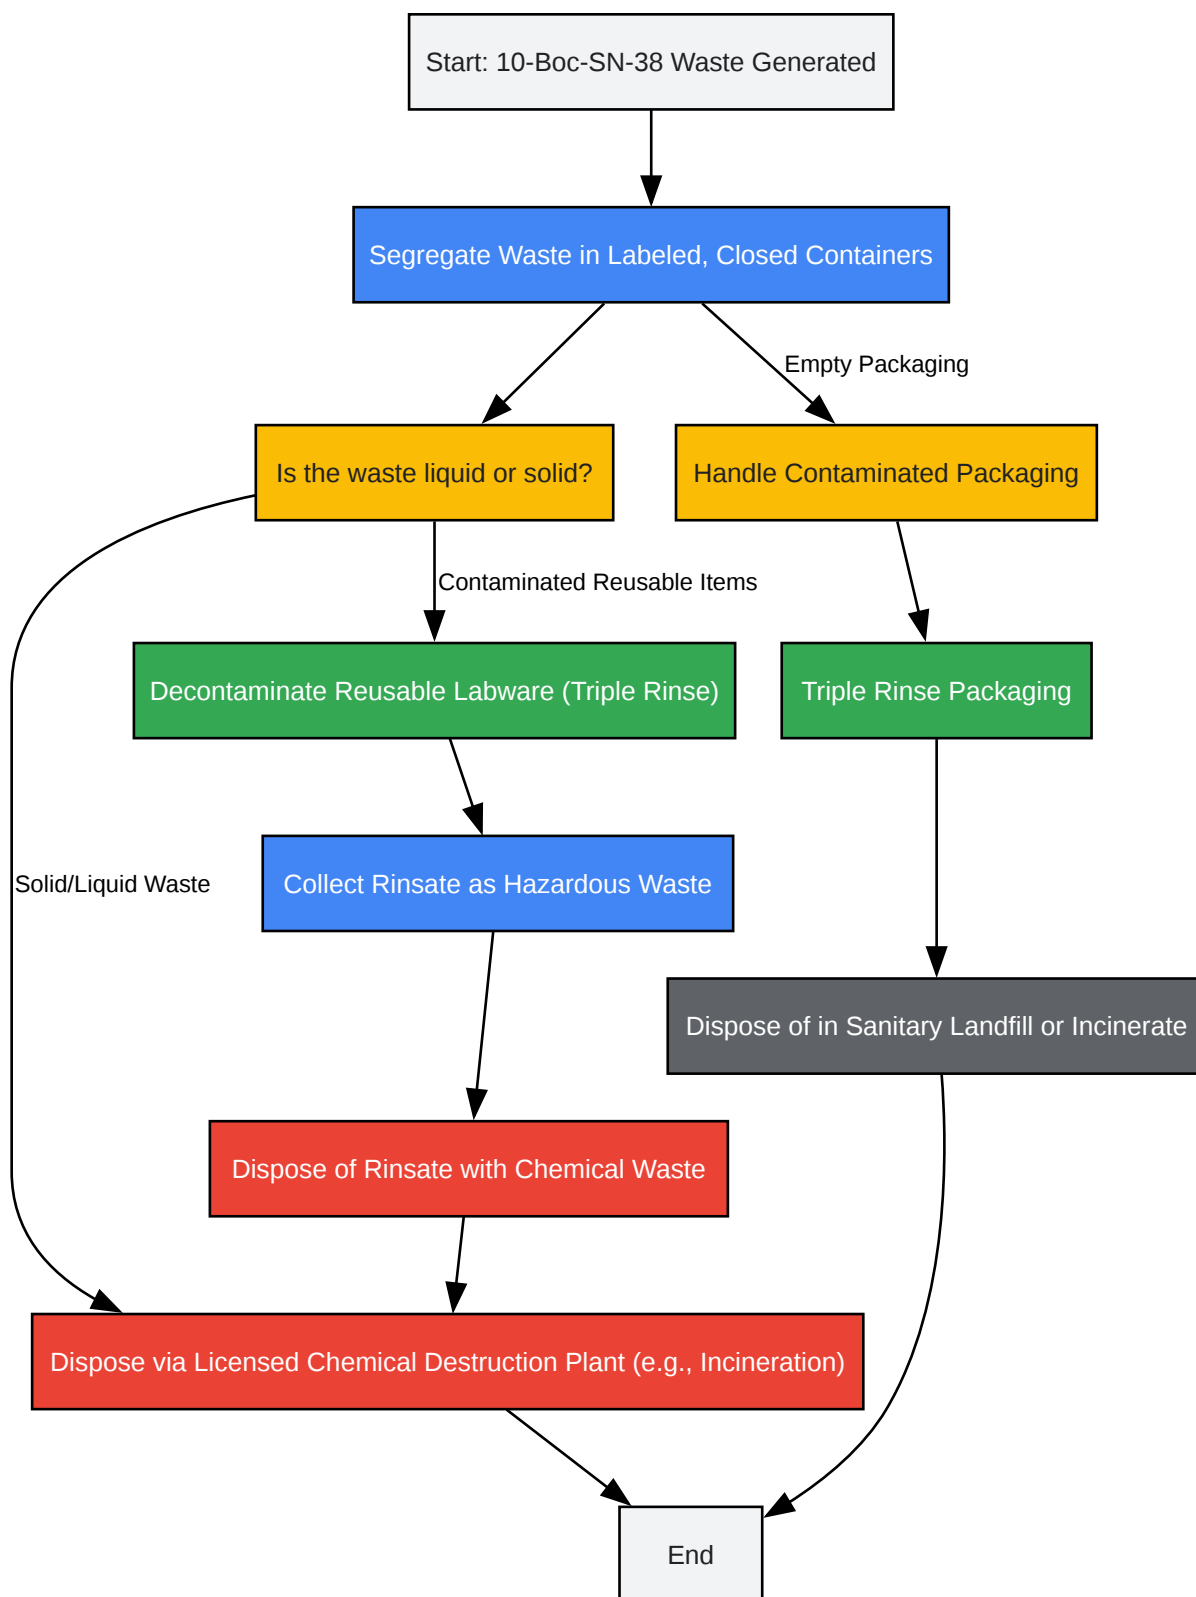 Start: 10-Boc-SN-38 Waste Generated
Segregate Waste in Labeled, Closed Containers
Empty Packaging
Is the waste liquid or solid?
Handle Contaminated Packaging
Contaminated Reusable Items
Decontaminate Reusable Labware (Triple Rinse)
Triple Rinse Packaging
Solid/Liquid Waste
Collect Rinsate as Hazardous Waste
Dispose of in Sanitary Landfill or Incinerate
Dispose of Rinsate with Chemical Waste
Dispose via Licensed Chemical Destruction Plant (e.g., Incineration)
End